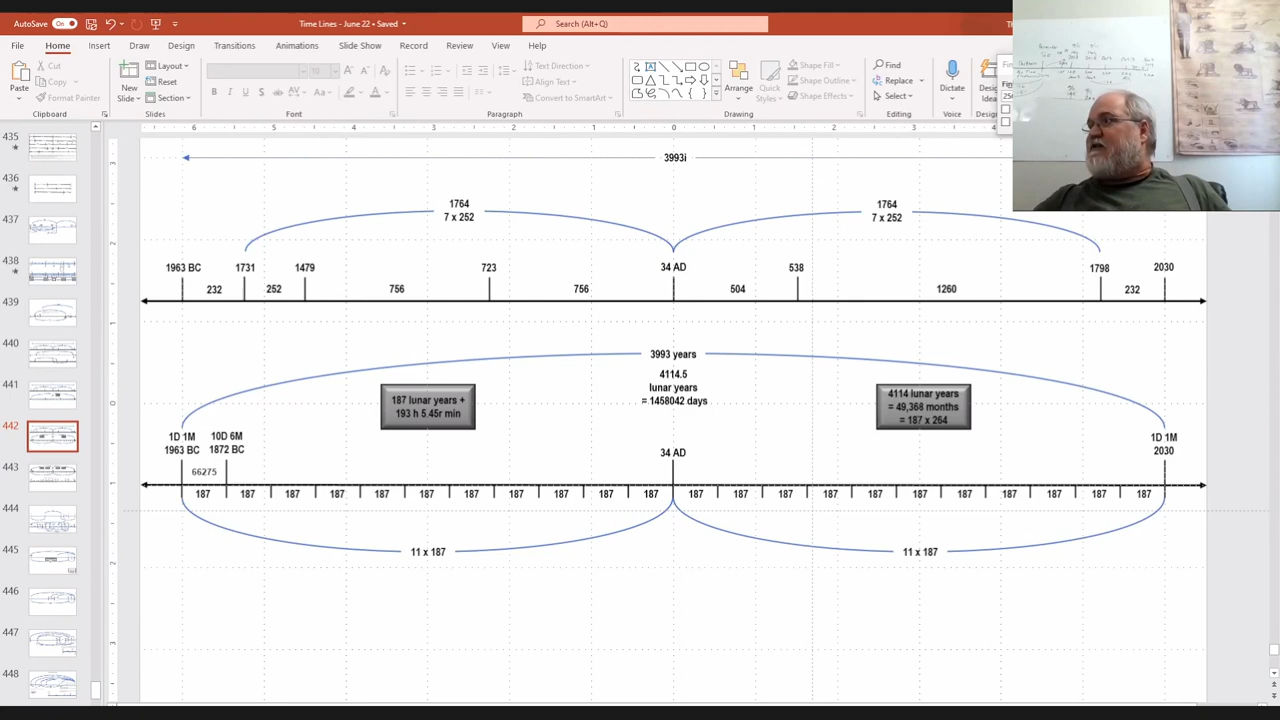 AutoSave On Time Lines - June 22 • Saved Search (Alt+Q)
File Home Insert Draw Design Transitions Animations Slide Show Record Review View Help
Paste
Cut
Copy
Format Painter
Clipboard
New
Slide
Layout
Reset
Section
Slides
Font
Paragraph
Text Direction
Align Text
Convert to SmartArt
Arrange
Quick
Styles
Shape Fill
Shape Outline
Shape Effects
Drawing
Find
Replace
Select
Editing
Dictate
Voice
435
436
437
438
439
440
441
442
443
444
445
446
447
448
3993i
1764
7 x 252
1764
7 x 252
1963 BC 1731 1479 723 34 AD 538 1798 2030
232 252 756 756 504 1260 232
3993 years
4114.5
lunar years
= 1458042 days
187 lunar years +
193 h 5.45r min
4114 lunar years
= 49,368 months
= 187 x 264
1D 1M
1963 BC
10D 6M
1872 BC
34 AD
1D 1M
2030
66275
187 187 187 187 187 187 187 187 187 187 187 187 187 187 187 187 187 187 187 187 187 187
11 x 187 11 x 187